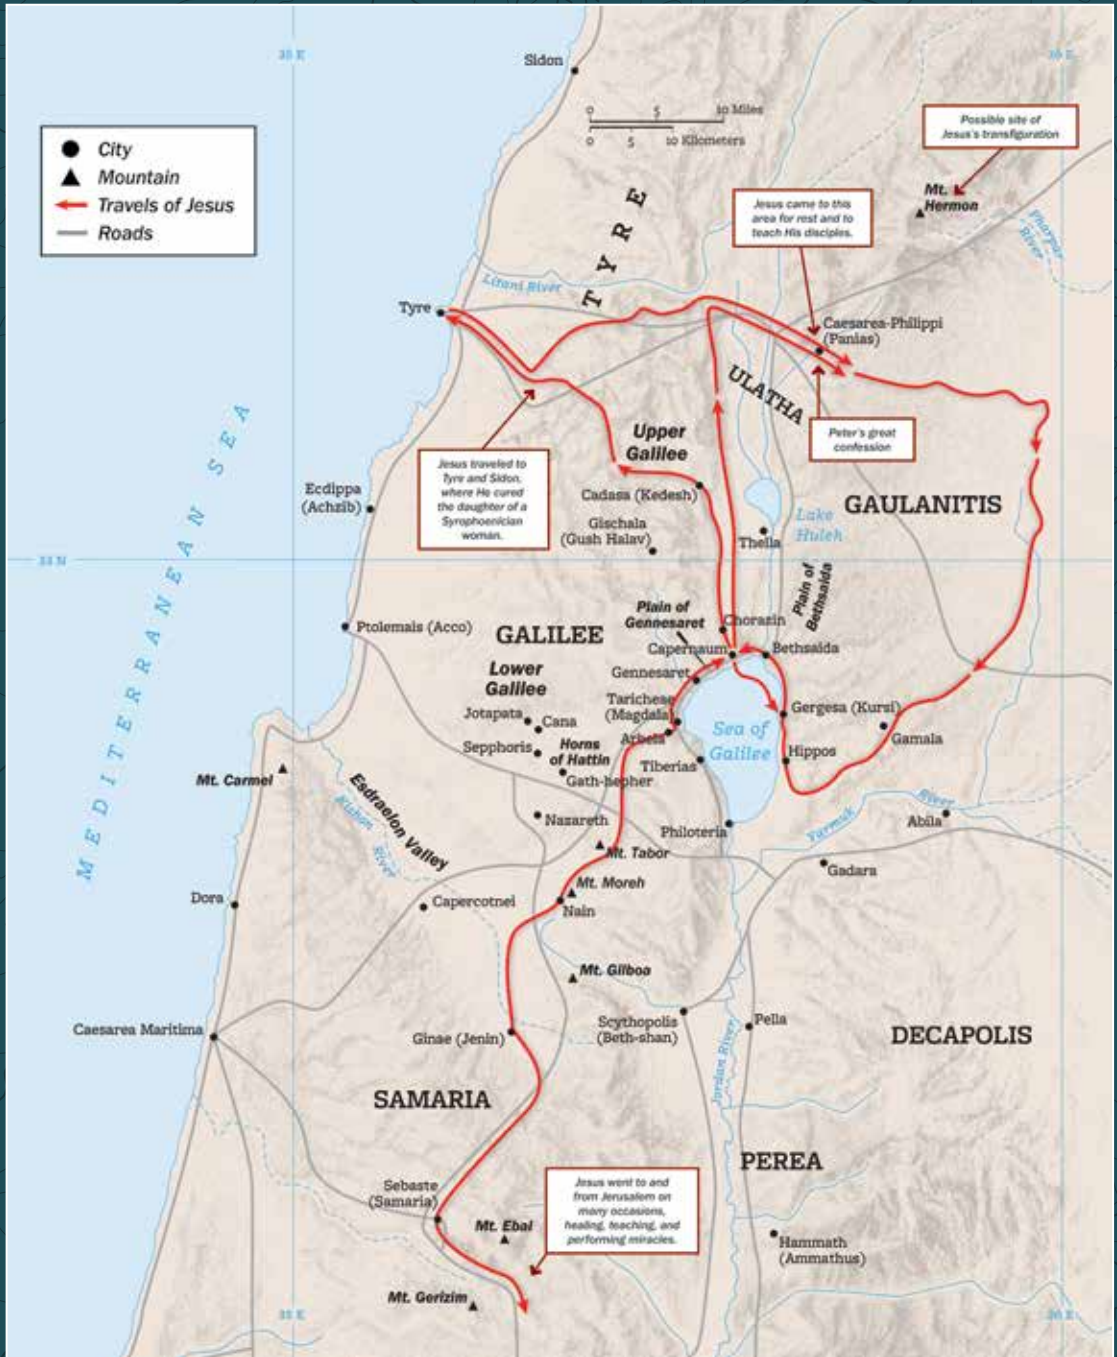 35 E
36 E
Sidon
0 5 10 Miles
0 5 10 Kilometers
Possible site of
Jesus's transfiguration
City
Mountain
Travels of Jesus
Roads
Mt.
Hermon
Jesus came to this
area for rest and to
teach His disciples.
Pharpar
River
TYRE
Litani River
Tyre
Caesarea-Philippi
(Panias)
ULATHA
Peter's great
confession
Upper
Galilee
Jesus traveled to
Tyre and Sidon,
where He cured
the daughter of a
Syrophoenician
woman.
Cadasa (Kedesh)
Ecdippa
(Achzib)
GAULANITIS
Gischala
(Gush Halav)
Lake
Huleh
Thella
33 N
MEDITERRANEAN SEA
Plain of
Bethsaida
Plain of
Gennesaret
Chorazin
Ptolemais (Acco)
GALILEE
Capernaum
Bethsaida
Lower
Galilee
Gennesaret
Taricheae
(Magdala)
Gergesa (Kursi)
Jotapata
Cana
Arbela
Sea of
Galilee
Gamala
Sepphoris
Horns
of Hattin
Hippos
Tiberias
Gath-hepher
Mt. Carmel
Esdraelon Valley
Kishon
River
Nazareth
Philoteria
Yarmuk
River
Abila
Mt. Tabor
Gadara
Mt. Moreh
Nain
Dora
Capercotnei
Mt. Gilboa
Scythopolis
(Beth-shan)
Pella
Caesarea Maritima
Ginae (Jenin)
Jordan River
DECAPOLIS
SAMARIA
PEREA
Sebaste
(Samaria)
Jesus went to and
from Jerusalem on
many occasions,
healing, teaching, and
performing miracles.
Mt. Ebal
Hammath
(Ammathus)
Mt. Gerizim
35 E
36 E